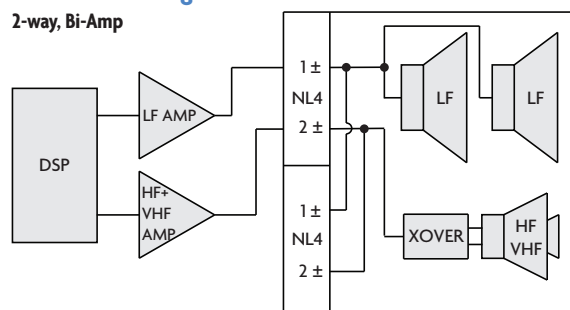 2-way, Bi-Amp
DSP
LF AMP
HF+
VHF
AMP
1 ±
NL4
2 ±
1 ±
NL4
2 ±
LF
LF
XOVER
HF
VHF